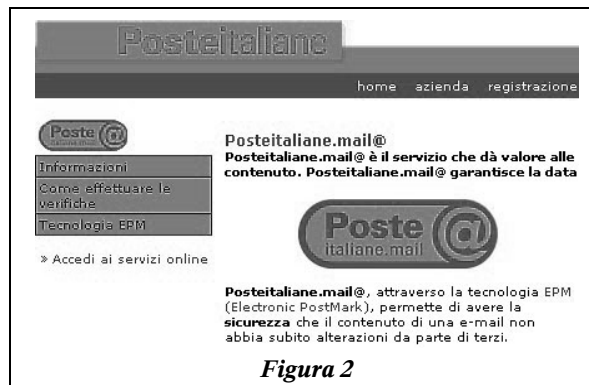 Posteitaliane
home azienda registrazione
Poste @
Informazioni
Come effettuare le
verifiche
Tecnologia EPM
» Accedi ai servizi online
Posteitaliane.mail@
Posteitaliane.mail@ è il servizio che dà valore alle
contenuto. Posteitaliane.mail@ garantisce la data
Poste @
italiane.mail
Posteitaliane.mail@, attraverso la tecnologia EPM
(Electronic PostMark), permette di avere la
sicurezza che il contenuto di una e-mail non
abbia subito alterazioni da parte di terzi.
Figura 2